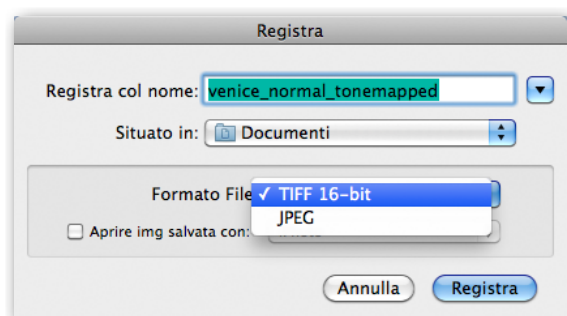 Registra
Registra col nome: venice_normal_tonemapped
Situato in: Documenti
Formato File
✓ TIFF 16-bit
JPEG
Aprire img salvata con:
Annulla Registra